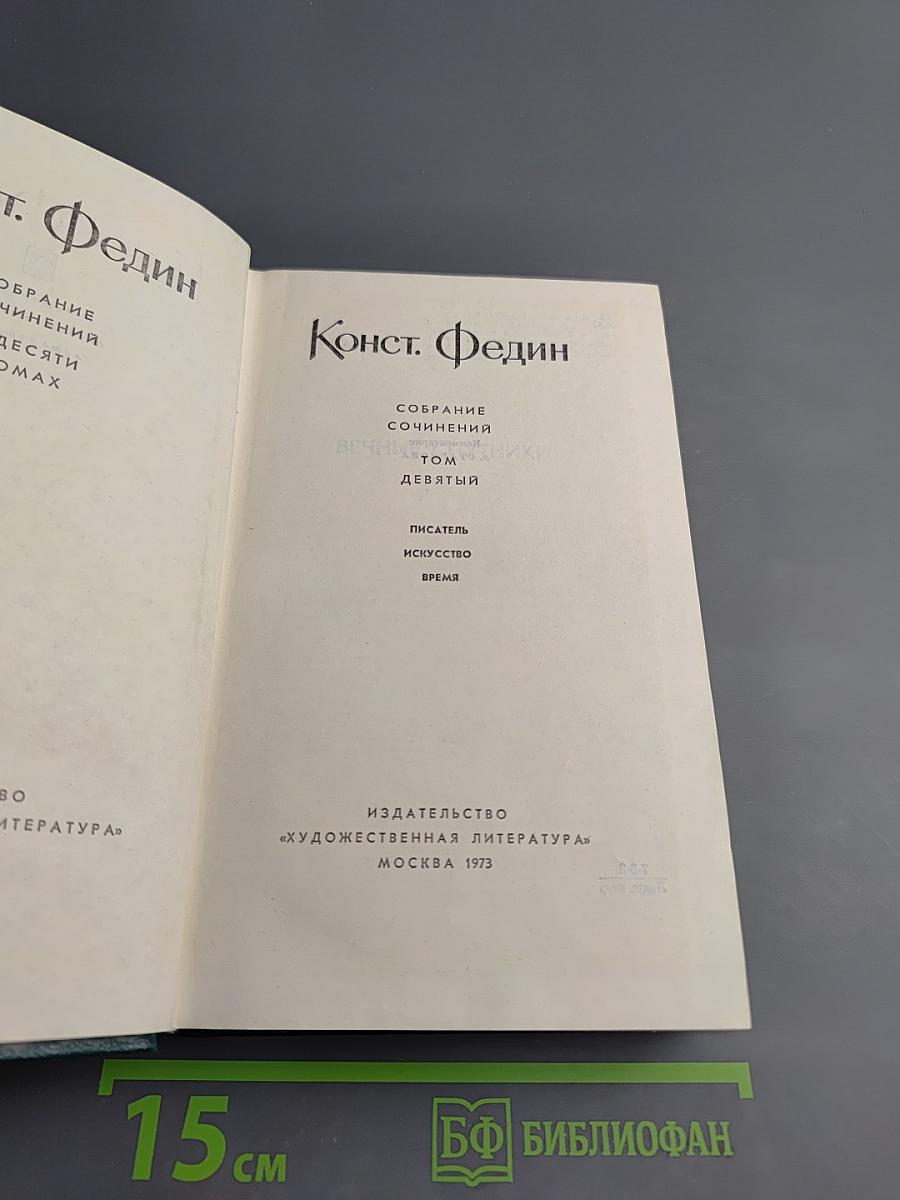 т. Федин
ОБРАНИЕ
ЧИНЕНИЙ
ДЕСЯТИ
ОМАХ
ВО
ИТЕРАТУРА»
Конст. Федин
СОБРАНИЕ
СОЧИНЕНИЙ
ТОМ
ДЕВЯТЫЙ
ПИСАТЕЛЬ
ИСКУССТВО
ВРЕМЯ
ИЗДАТЕЛЬСТВО
«ХУДОЖЕСТВЕННАЯ ЛИТЕРАТУРА»
МОСКВА 1973
15 см
БФ БИБЛИОФАН